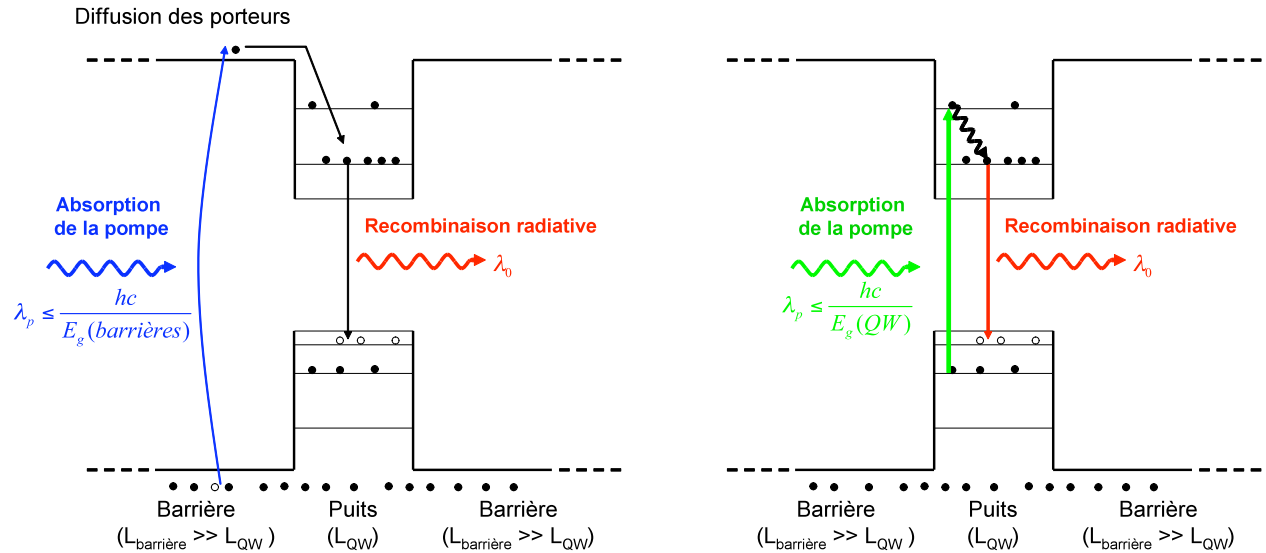 Diffusion des porteurs
Absorption
de la pompe
λp ≤ hc
Eg(barrières)
Recombinaison radiative
λ0
Barrière
(Lbarrière >> LQW )
Puits
(LQW)
Barrière
(Lbarrière >> LQW)
Absorption
de la pompe
λp ≤ hc
Eg(QW)
Recombinaison radiative
λ0
Barrière
(Lbarrière >> LQW )
Puits
(LQW)
Barrière
(Lbarrière >> LQW)